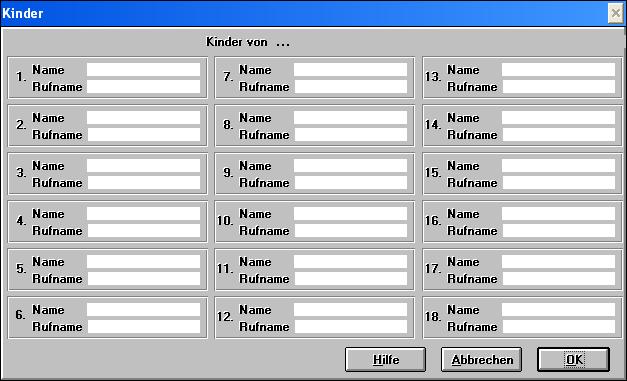 Kinder
Kinder von ...
1. Name
Rufname
2. Name
Rufname
3. Name
Rufname
4. Name
Rufname
5. Name
Rufname
6. Name
Rufname
7. Name
Rufname
8. Name
Rufname
9. Name
Rufname
10. Name
Rufname
11. Name
Rufname
12. Name
Rufname
13. Name
Rufname
14. Name
Rufname
15. Name
Rufname
16. Name
Rufname
17. Name
Rufname
18. Name
Rufname
Hilfe Abbrechen OK